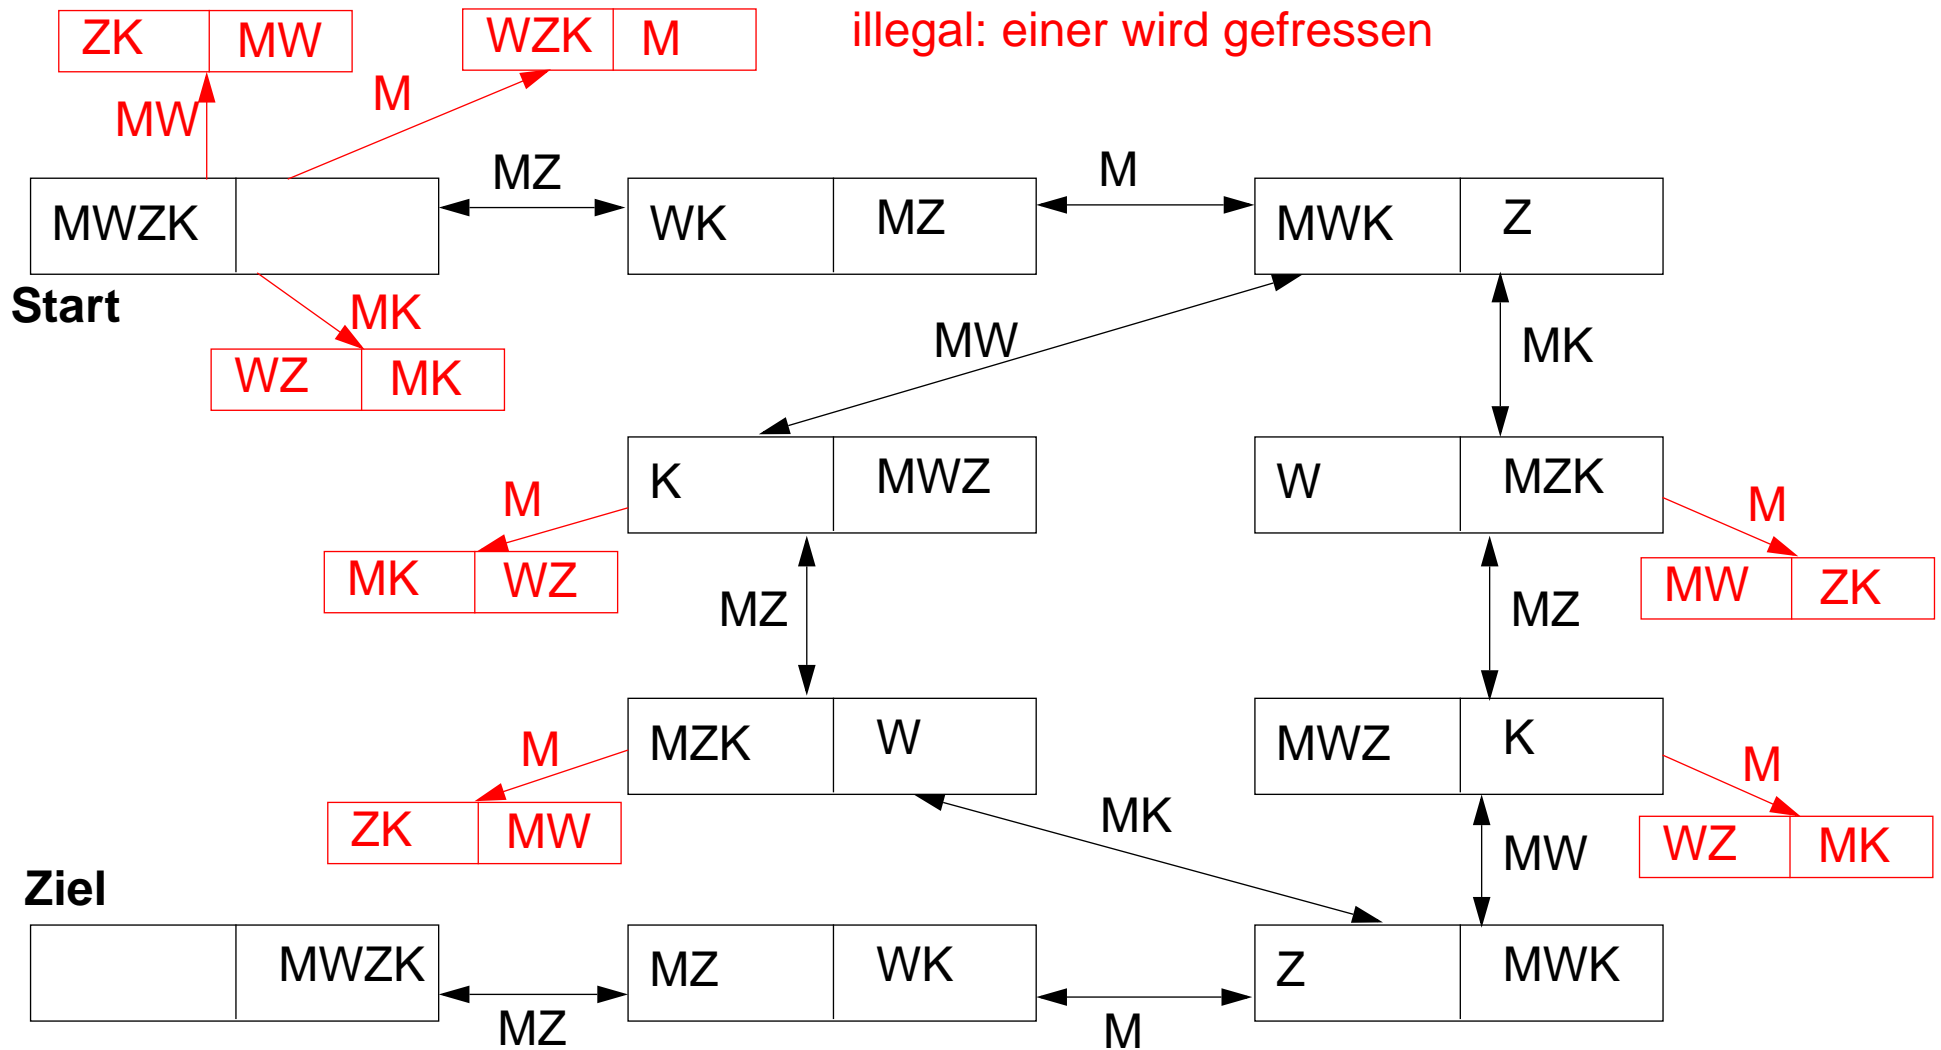 illegal: einer wird gefressen
ZK MW
WZK M
MW
M
MZ
M
MWZK
WK MZ
MWK Z
Start
MK
WZ MK
MW
MK
K MWZ
W MZK
M
M
MK WZ
MW ZK
MZ
MZ
MZK W
MWZ K
M
M
ZK MW
MK
MW
WZ MK
Ziel
MWZK
MZ WK
Z MWK
MZ
M